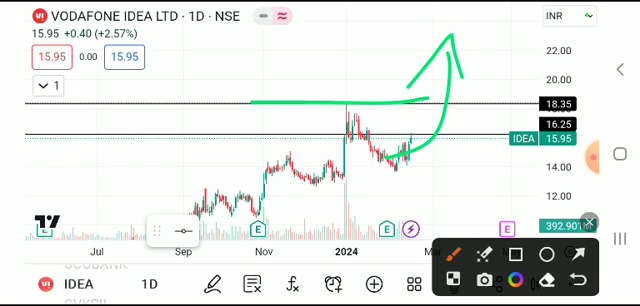 VODAFONE IDEA LTD · 1D · NSE
INR
15.95 +0.40 (+2.57%)
15.95 0.00 15.95
1
22.00
20.00
18.35
16.25
IDEA 15.95
14.00
12.00
E E E
Jul Sep Nov 2024 Mar
IDEA 1D